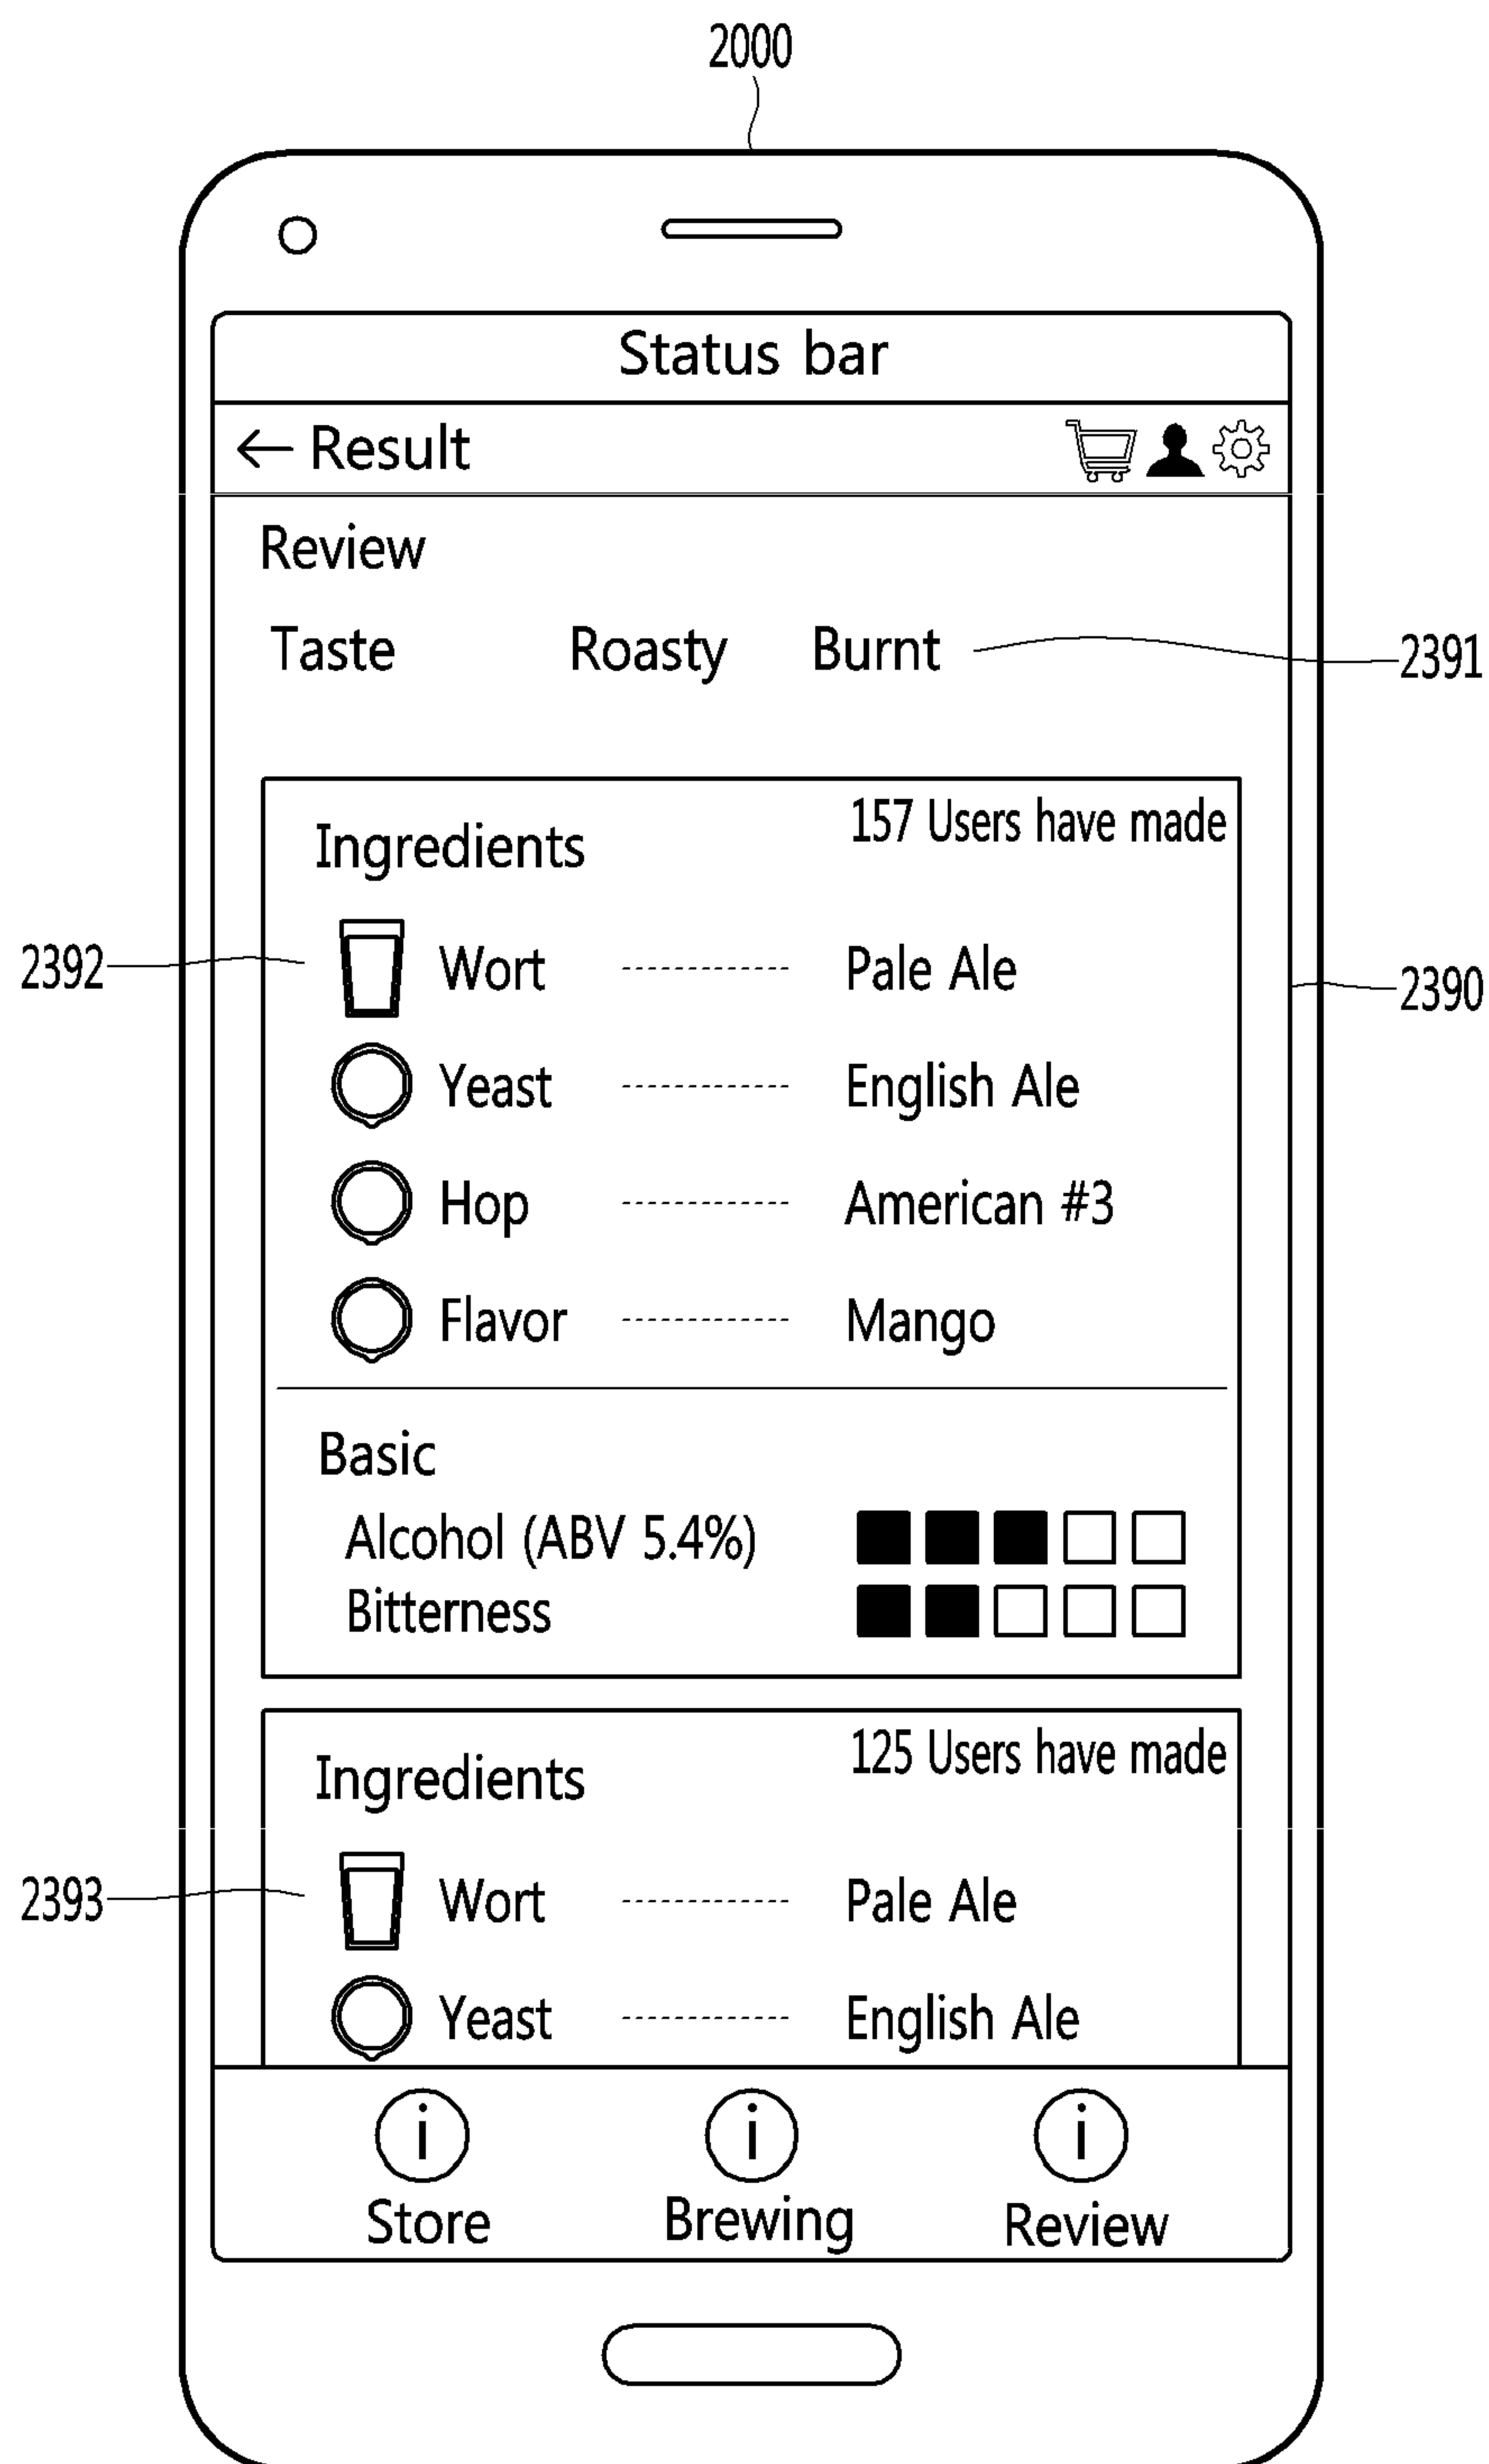 2000
Status bar
← Result
Review
Taste Roasty Burnt
2391
157 Users have made
Ingredients
2392
Wort Pale Ale
2390
Yeast English Ale
Hop American #3
Flavor Mango
Basic
Alcohol (ABV 5.4%)
Bitterness
125 Users have made
Ingredients
2393
Wort Pale Ale
Yeast English Ale
i i i
Store Brewing Review